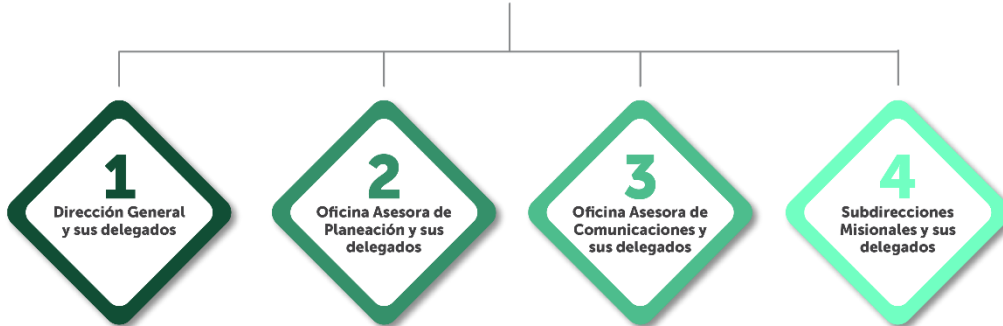 1
Dirección General
y sus delegados
2
Oficina Asesora de
Planeación y sus
delegados
3
Oficina Asesora de
Comunicaciones y
sus delegados
4
Subdirecciones
Misionales y sus
delegados